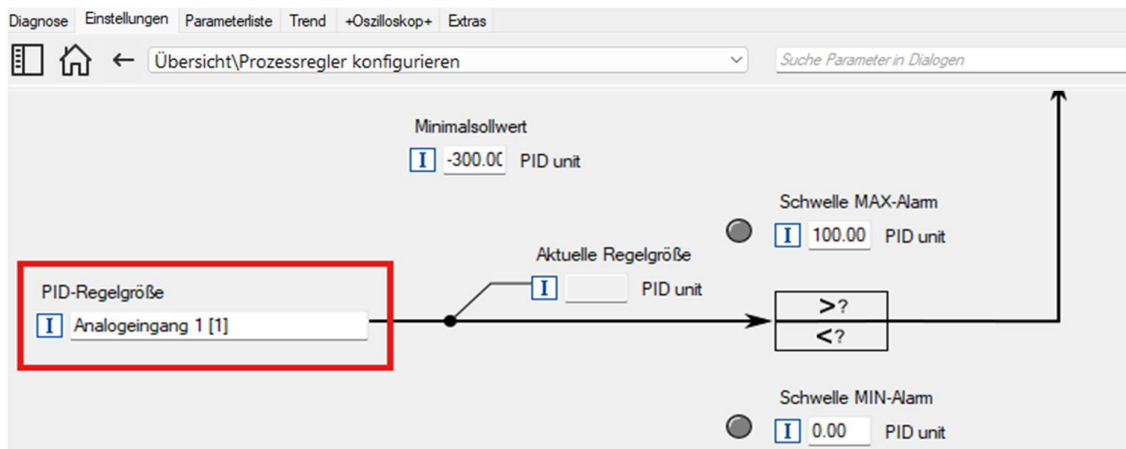 Diagnose Einstellungen Parameterliste Trend +Oszilloskop+ Extras
Übersicht\Prozessregler konfigurieren
Suche Parameter in Dialogen
Minimalsollwert
I -300.00 PID unit
Schwelle MAX-Alarm
I 100.00 PID unit
Aktuelle Regelgröße
I PID unit
PID-Regelgröße
I Analogeingang 1 [1]
>?
<?
Schwelle MIN-Alarm
I 0.00 PID unit